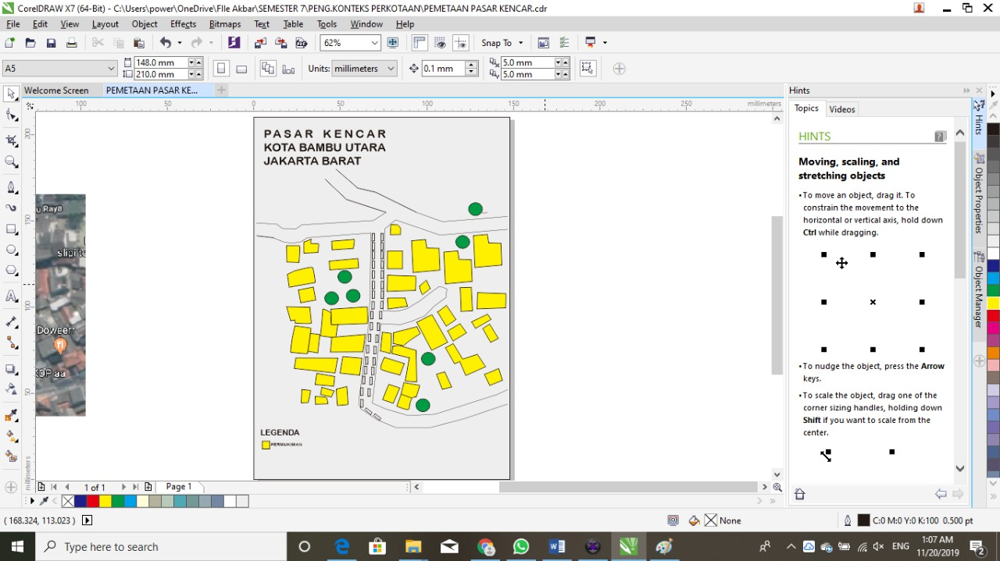 CorelDRAW X7 (64-Bit) - C:\Users\power\OneDrive\FIle Akbar\SEMESTER 7\PENG.KONTEKS PERKOTAAN\PEMETAAN PASAR KENCAR.cdr
File Edit View Layout Object Effects Bitmaps Text Table Tools Window Help
62% Snap To
A5 148.0 mm 210.0 mm Units: millimeters 0.1 mm 5.0 mm 5.0 mm
Welcome Screen PEMETAAN PASAR KE...
100 50 0 50 100 150 200 250 millimeters
200
150
100
50
millimeters
PASAR KENCAR
KOTA BAMBU UTARA
JAKARTA BARAT
u Raya
slipi to
Doweerr
KOP aa
LEGENDA
PERMUKIMAN
Hints
Topics Videos
HINTS
Moving, scaling, and
stretching objects
• To move an object, drag it. To
constrain the movement to the
horizontal or vertical axis, hold down
Ctrl while dragging.
• To nudge the object, press the Arrow
keys.
• To scale the object, drag one of the
corner sizing handles, holding down
Shift if you want to scale from the
center.
Hints
Object Properties
Object Manager
1 of 1 Page 1
(168.324, 113.023) None C:0 M:0 Y:0 K:100 0.500 pt
Type here to search
ENG
1:07 AM
11/20/2019
2